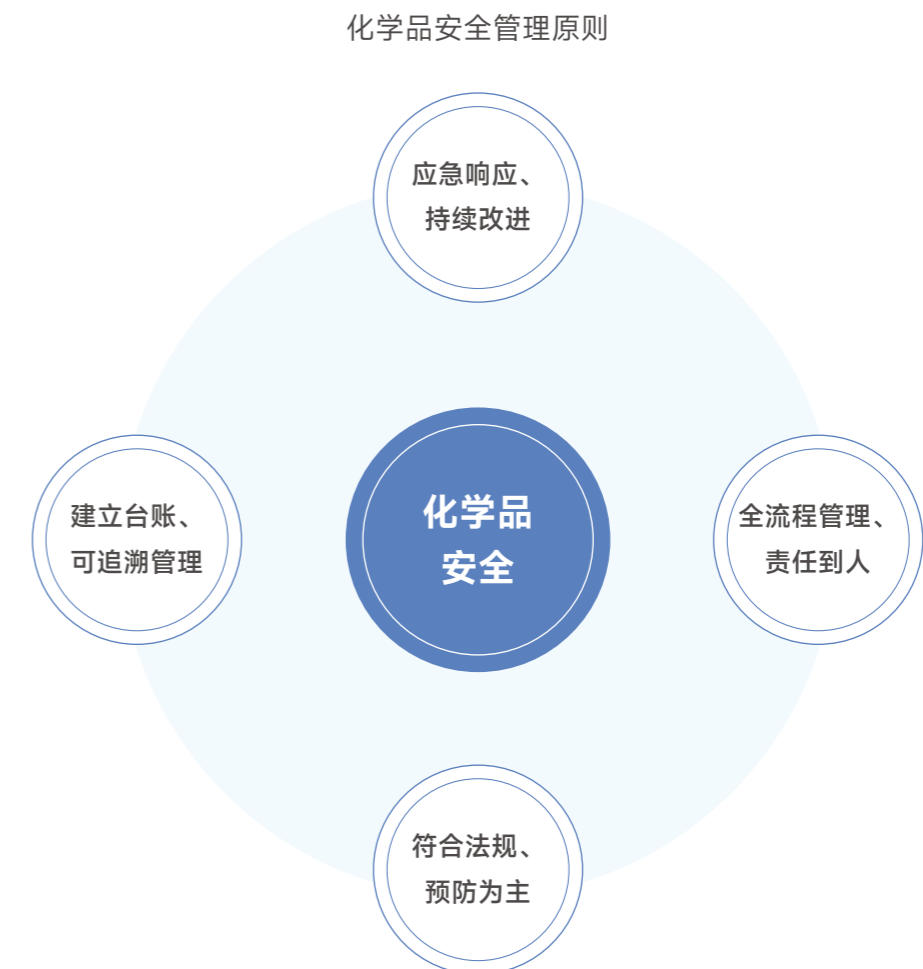 化学品安全管理原则
应急响应、
持续改进
建立台账、
可追溯管理
化学品
安全
全流程管理、
责任到人
符合法规、
预防为主